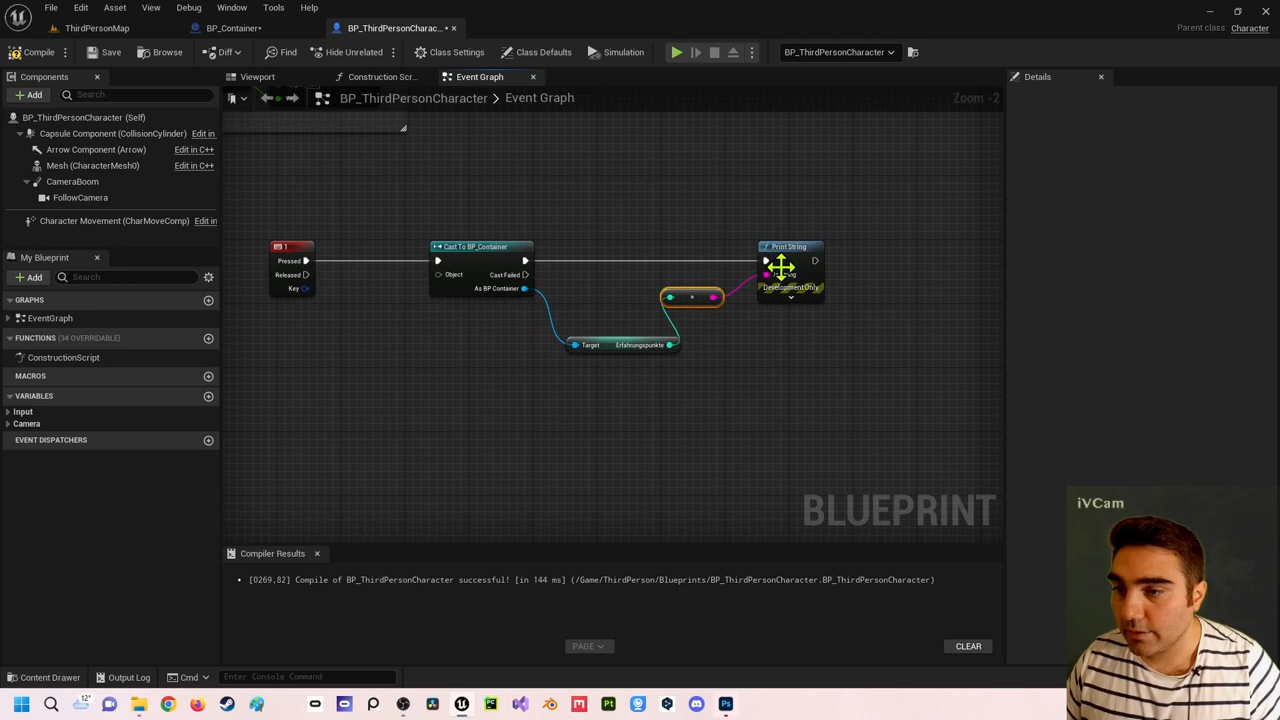 File Edit Asset View Debug Window Tools Help
ThirdPersonMap
BP_Container*
BP_ThirdPersonCharac...*
Parent class: Character
Compile
Save
Browse
Diff
Find
Hide Unrelated
Class Settings
Class Defaults
Simulation
BP_ThirdPersonCharacter
Components
Viewport
Construction Scr...
Event Graph
Details
Add
Search
BP_ThirdPersonCharacter > Event Graph
Zoom -2
BP_ThirdPersonCharacter (Self)
Capsule Component (CollisionCylinder) Edit in
Arrow Component (Arrow) Edit in C++
Mesh (CharacterMesh0) Edit in C++
CameraBoom
FollowCamera
Character Movement (CharMoveComp) Edit in
My Blueprint
Add
Search
GRAPHS
EventGraph
FUNCTIONS (34 OVERRIDABLE)
ConstructionScript
MACROS
VARIABLES
Input
Camera
EVENT DISPATCHERS
1
Pressed
Released
Key
Cast To BP_Container
Object
Cast Failed
As BP Container
Target Erfahrungspunkte
Print String
Development Only
BLUEPRINT
Compiler Results
[0269,82] Compile of BP_ThirdPersonCharacter successful! [in 144 ms] (/Game/ThirdPerson/Blueprints/BP_ThirdPersonCharacter.BP_ThirdPersonCharacter)
PAGE
CLEAR
Content Drawer
Output Log
Cmd
Enter Console Command
iVCam
12°